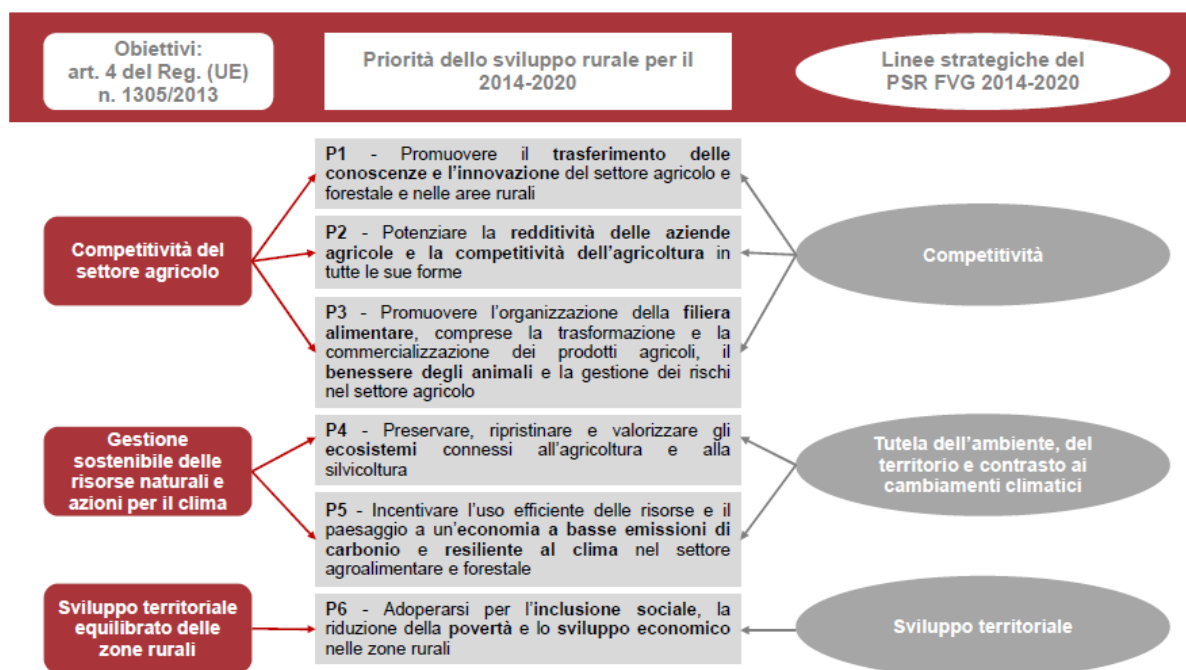 Obiettivi:
art. 4 del Reg. (UE)
n. 1305/2013
Priorità dello sviluppo rurale per il
2014-2020
Linee strategiche del
PSR FVG 2014-2020
Competitività del
settore agricolo
P1 - Promuovere il trasferimento delle
conoscenze e l'innovazione del settore agricolo e
forestale e nelle aree rurali
P2 - Potenziare la redditività delle aziende
agricole e la competitività dell'agricoltura in
tutte le sue forme
P3 - Promuovere l'organizzazione della filiera
alimentare, comprese la trasformazione e la
commercializzazione dei prodotti agricoli, il
benessere degli animali e la gestione dei rischi
nel settore agricolo
Competitività
Gestione
sostenibile delle
risorse naturali e
azioni per il clima
P4 - Preservare, ripristinare e valorizzare gli
ecosistemi connessi all'agricoltura e alla
silvicoltura
P5 - Incentivare l'uso efficiente delle risorse e il
paesaggio a un'economia a basse emissioni di
carbonio e resiliente al clima nel settore
agroalimentare e forestale
Tutela dell'ambiente, del
territorio e contrasto ai
cambiamenti climatici
Sviluppo territoriale
equilibrato delle
zone rurali
P6 - Adoperarsi per l'inclusione sociale, la
riduzione della povertà e lo sviluppo economico
nelle zone rurali
Sviluppo territoriale